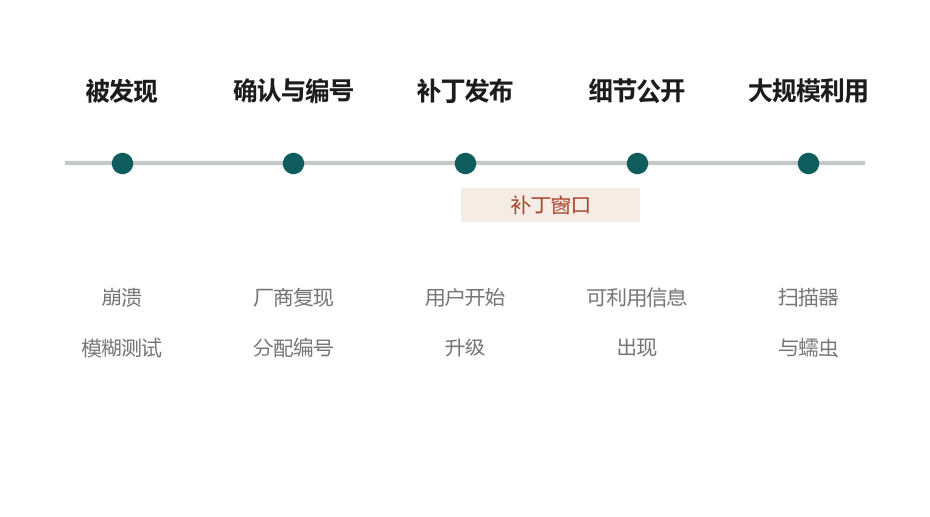 被发现
确认与编号
补丁发布
细节公开
大规模利用
补丁窗口
崩溃
模糊测试
厂商复现
分配编号
用户开始
升级
可利用信息
出现
扫描器
与蠕虫